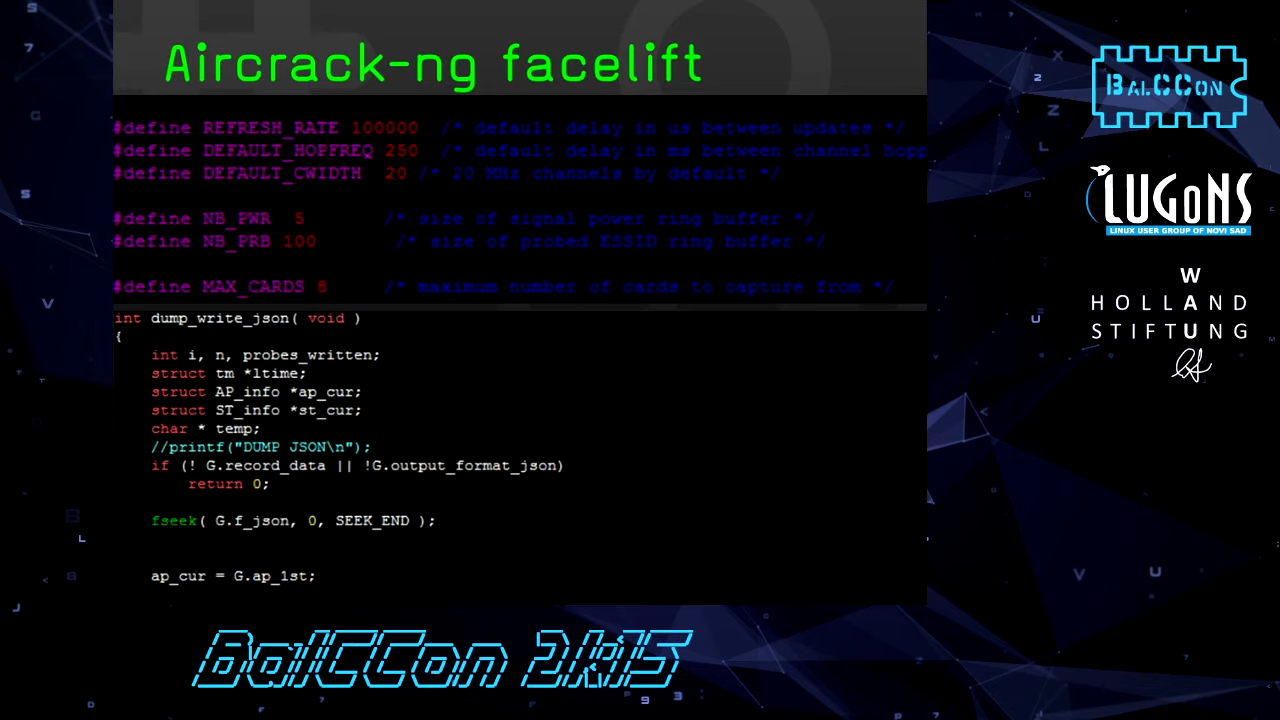 Aircrack-ng facelift
#define REFRESH_RATE 100000 /* default delay in us between updates */
#define DEFAULT_HOPFREQ 250 /* default delay in ms between channel hopp
#define DEFAULT_CWIDTH 20 /* 20 MHz channels by default */
#define NB_PWR 5 /* size of signal power ring buffer */
#define NB_PRB 100 /* size of probed ESSID ring buffer */
#define MAX_CARDS 8 /* maximum number of cards to capture from */
int dump_write_json( void )
{
int i, n, probes_written;
struct tm *ltime;
struct AP_info *ap_cur;
struct ST_info *st_cur;
char * temp;
//printf("DUMP JSON\n");
if (! G.record_data || !G.output_format_json)
return 0;
fseek( G.f_json, 0, SEEK_END );
ap_cur = G.ap_1st;
BalCCon 2k15
BALCCON
LUGoNS
LINUX USER GROUP OF NOVI SAD
WAU
HOLLAND
STIFTUNG